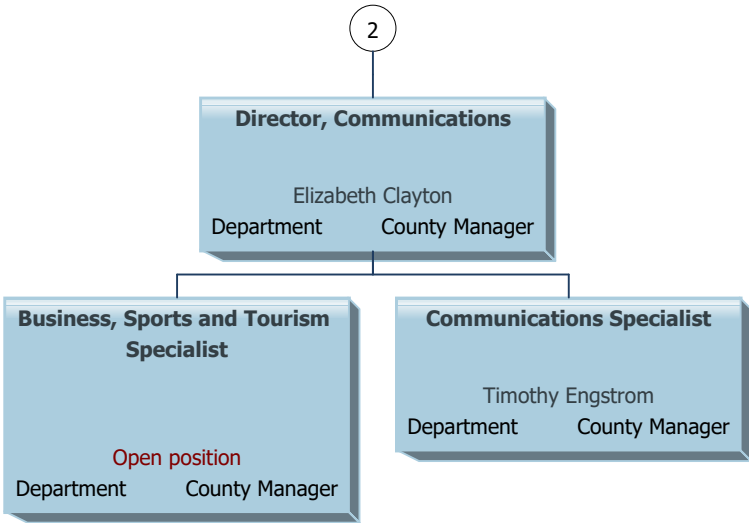 2
Director, Communications
Elizabeth Clayton
Department County Manager
Business, Sports and Tourism
Specialist
Open position
Department County Manager
Communications Specialist
Timothy Engstrom
Department County Manager